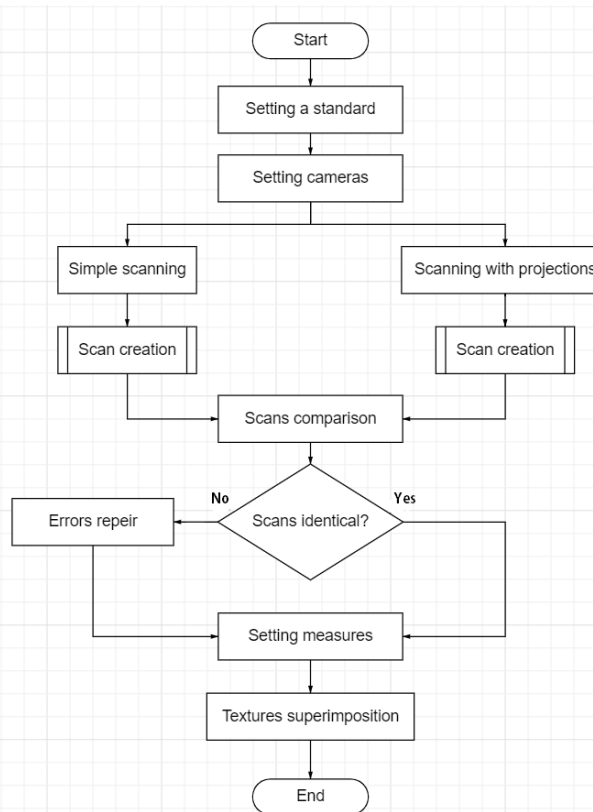 Start
Setting a standard
Setting cameras
Simple scanning
Scanning with projections
Scan creation
Scan creation
Scans comparison
No
Yes
Errors repeir
Scans identical?
Setting measures
Textures superimposition
End